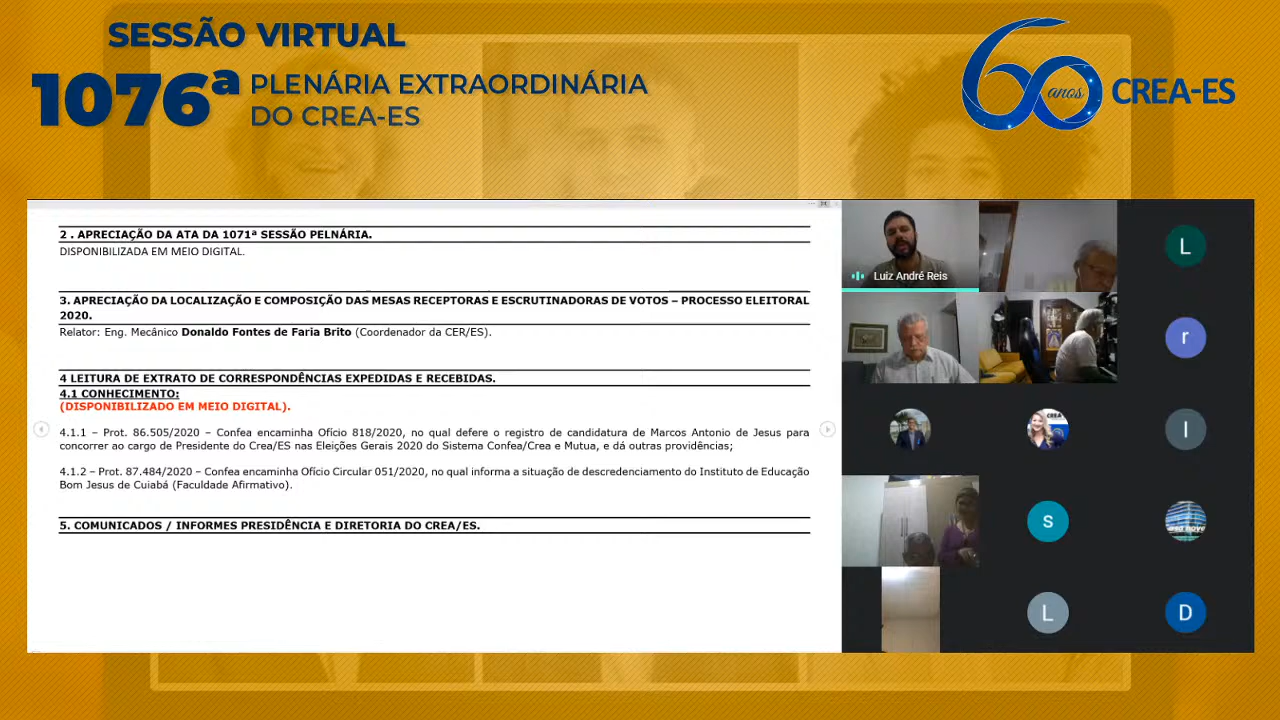 SESSÃO VIRTUAL
1076ª PLENÁRIA EXTRAORDINÁRIA
DO CREA-ES
60 anos CREA-ES
2 . APRECIAÇÃO DA ATA DA 1071ª SESSÃO PELNÁRIA.
DISPONIBILIZADA EM MEIO DIGITAL.
3. APRECIAÇÃO DA LOCALIZAÇÃO E COMPOSIÇÃO DAS MESAS RECEPTORAS E ESCRUTINADORAS DE VOTOS – PROCESSO ELEITORAL
2020.
Relator: Eng. Mecânico Donaldo Fontes de Faria Brito (Coordenador da CER/ES).
4 LEITURA DE EXTRATO DE CORRESPONDÊNCIAS EXPEDIDAS E RECEBIDAS.
4.1 CONHECIMENTO:
(DISPONIBILIZADO EM MEIO DIGITAL).
4.1.1 – Prot. 86.505/2020 – Confea encaminha Ofício 818/2020, no qual defere o registro de candidatura de Marcos Antonio de Jesus para
concorrer ao cargo de Presidente do Crea/ES nas Eleições Gerais 2020 do Sistema Confea/Crea e Mutua, e dá outras providências;
4.1.2 – Prot. 87.484/2020 – Confea encaminha Ofício Circular 051/2020, no qual informa a situação de descredenciamento do Instituto de Educação
Bom Jesus de Cuiabá (Faculdade Afirmativo).
5. COMUNICADOS / INFORMES PRESIDÊNCIA E DIRETORIA DO CREA/ES.
Luiz André Reis
L
r
CREA
I
s
L
D